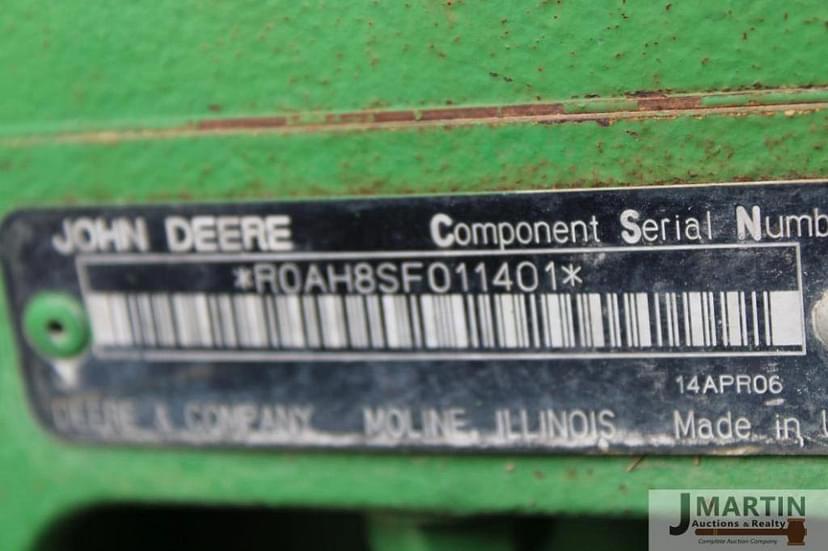 JOHN DEERE Component Serial Numb
*R0AH8SF011401*
14APR06
DEERE & COMPANY MOLINE, ILLINOIS Made in U
J MARTIN
Auctions & Realty
Complete Auction Company